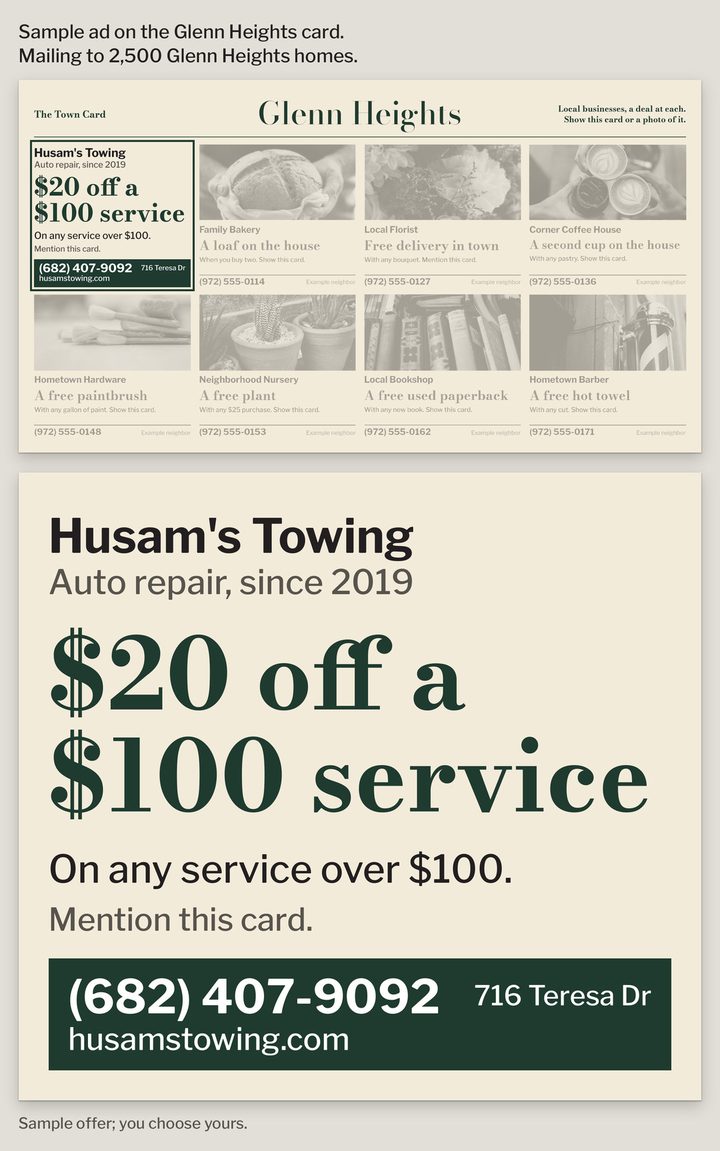 Sample ad on the Glenn Heights card.
Mailing to 2,500 Glenn Heights homes.
The Town Card
Glenn Heights
Local businesses, a deal at each.
Show this card or a photo of it.
Husam's Towing
Auto repair, since 2019
$20 off a
$100 service
On any service over $100.
Mention this card.
(682) 407-9092 716 Teresa Dr
husamstowing.com
Family Bakery
A loaf on the house
When you buy two. Show this card.
(972) 555-0114 Example neighbor
Local Florist
Free delivery in town
With any bouquet. Mention this card.
(972) 555-0127 Example neighbor
Corner Coffee House
A second cup on the house
With any pastry. Show this card.
(972) 555-0136 Example neighbor
Hometown Hardware
A free paintbrush
With any gallon of paint. Show this card.
(972) 555-0148 Example neighbor
Neighborhood Nursery
A free plant
With any $25 purchase. Show this card.
(972) 555-0153 Example neighbor
Local Bookshop
A free used paperback
With any new book. Show this card.
(972) 555-0162 Example neighbor
Hometown Barber
A free hot towel
With any cut. Show this card.
(972) 555-0171 Example neighbor
Husam's Towing
Auto repair, since 2019
$20 off a
$100 service
On any service over $100.
Mention this card.
(682) 407-9092 716 Teresa Dr
husamstowing.com
Sample offer; you choose yours.